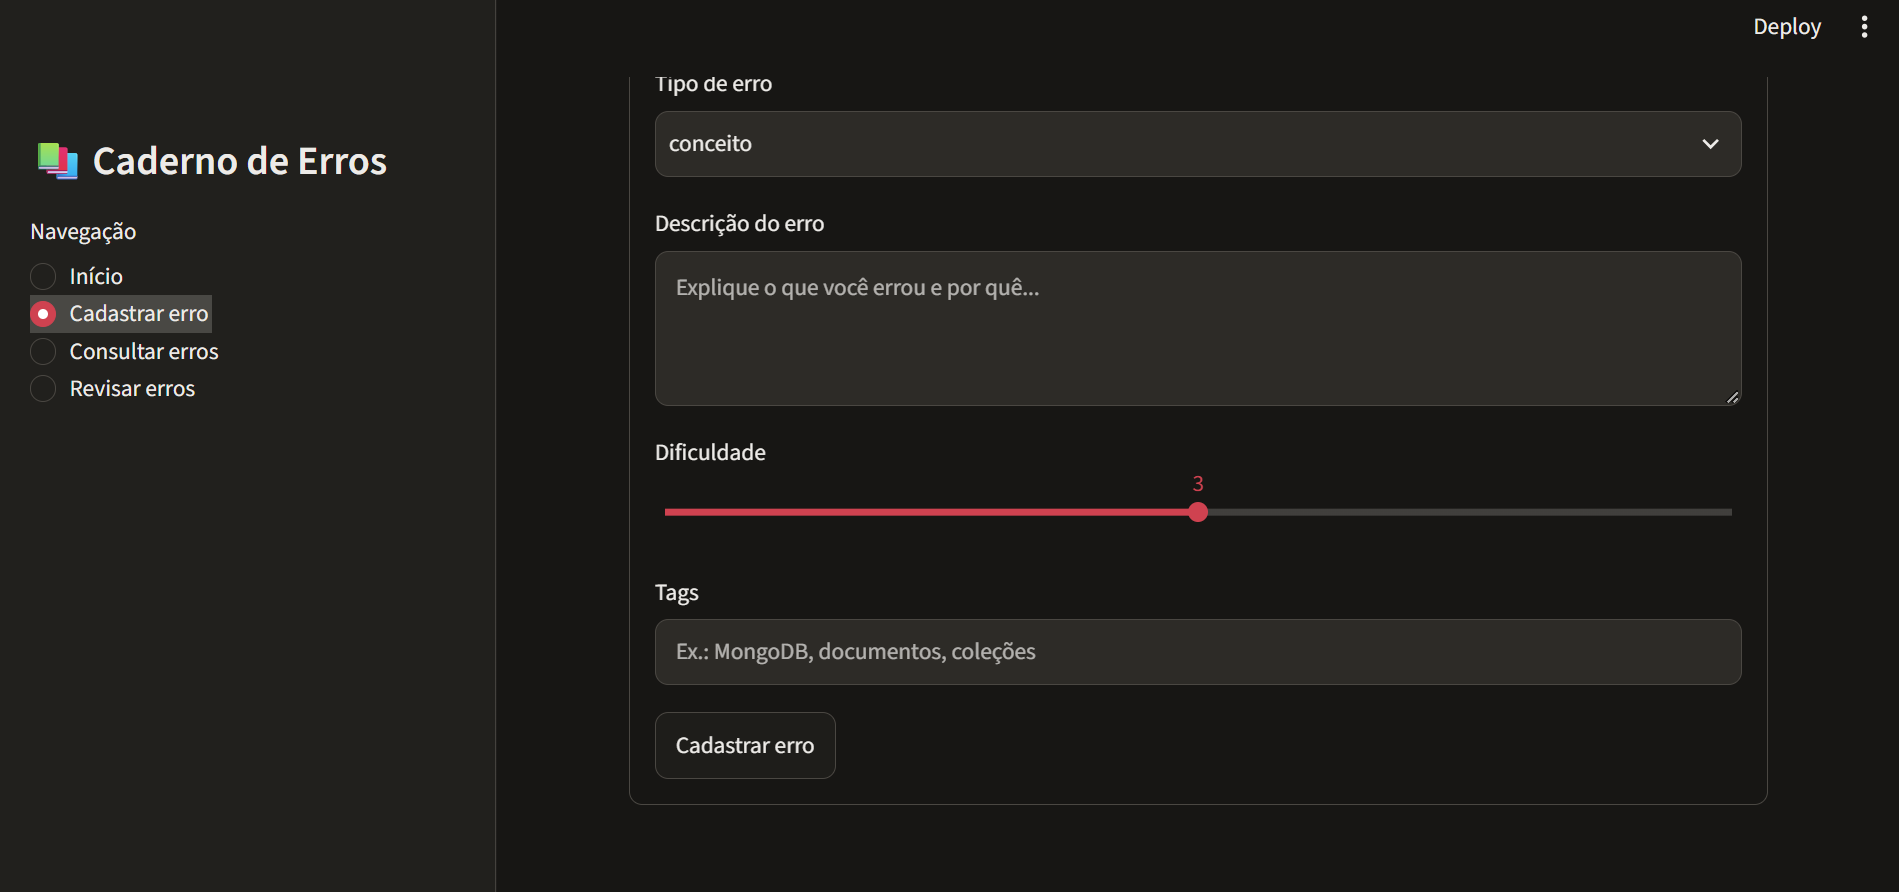 Deploy
Caderno de Erros
Navegação
Início
Cadastrar erro
Consultar erros
Revisar erros
Tipo de erro
conceito
Descrição do erro
Explique o que você errou e por quê...
Dificuldade
3
Tags
Ex.: MongoDB, documentos, coleções
Cadastrar erro